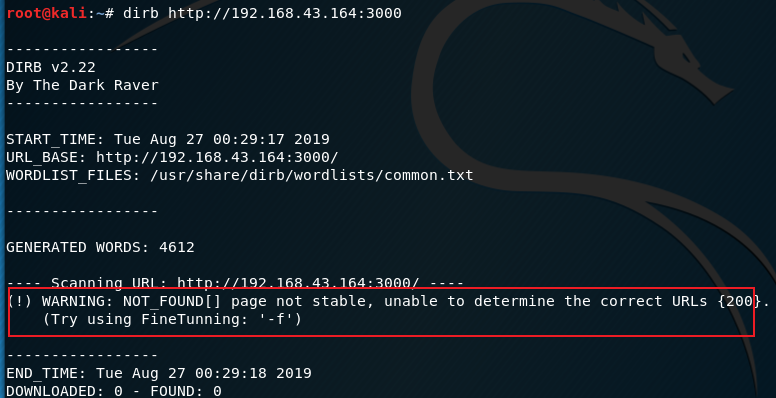 root@kali:~# dirb http://192.168.43.164:3000
-----------------
DIRB v2.22
By The Dark Raver
-----------------
START_TIME: Tue Aug 27 00:29:17 2019
URL_BASE: http://192.168.43.164:3000/
WORDLIST_FILES: /usr/share/dirb/wordlists/common.txt
-----------------
GENERATED WORDS: 4612
---- Scanning URL: http://192.168.43.164:3000/ ----
(!) WARNING: NOT_FOUND[] page not stable, unable to determine the correct URLs {200}.
(Try using FineTunning: '-f')
-----------------
END_TIME: Tue Aug 27 00:29:18 2019
DOWNLOADED: 0 - FOUND: 0